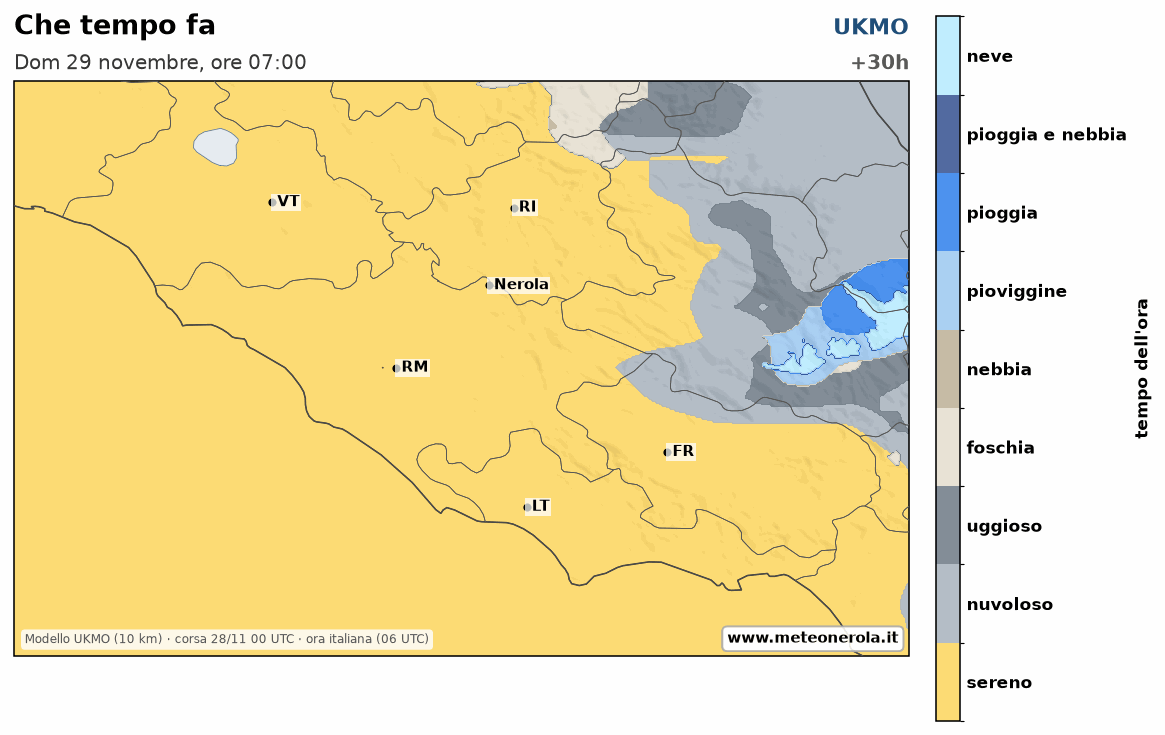 Che tempo fa
UKMO
Dom 29 novembre, ore 07:00
+30h
neve
pioggia e nebbia
pioggia
pioviggine
nebbia
foschia
uggioso
nuvoloso
sereno
tempo dell'ora
VT
RI
Nerola
RM
FR
LT
Modello UKMO (10 km) · corsa 28/11 00 UTC · ora italiana (06 UTC)
www.meteonerola.it